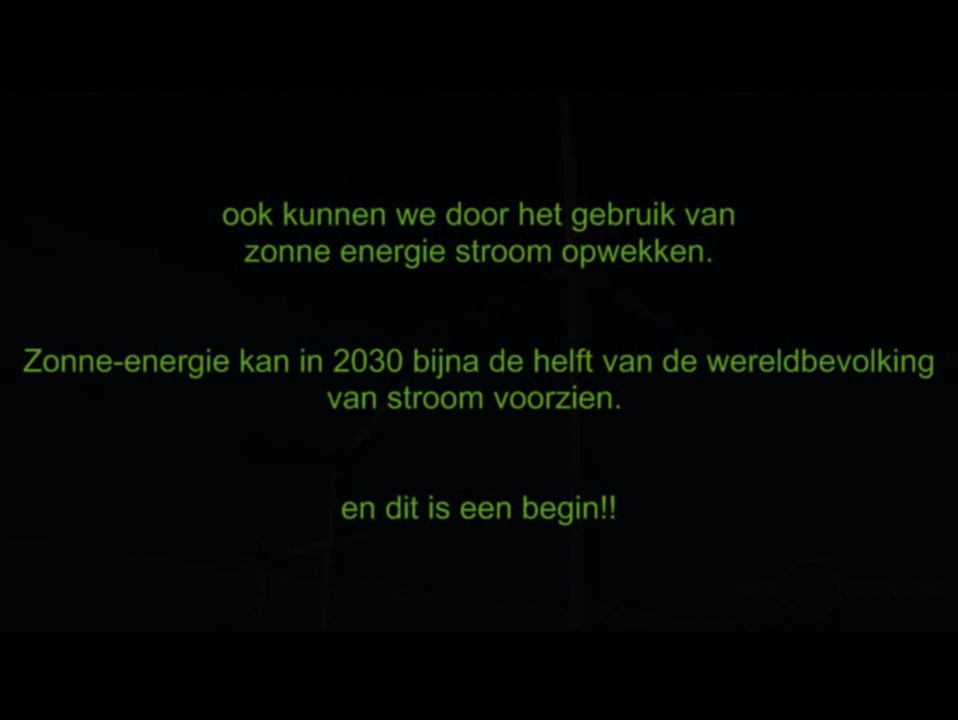 ook kunnen we door het gebruik van
zonne energie stroom opwekken.
Zonne-energie kan in 2030 bijna de helft van de wereldbevolking
van stroom voorzien.
en dit is een begin!!